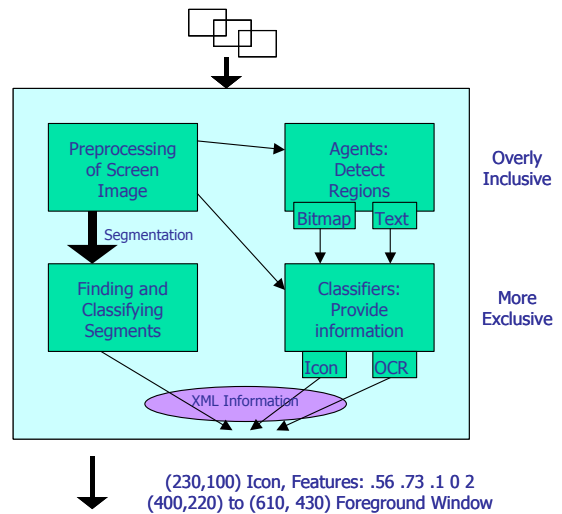 Preprocessing
of Screen
Image
Agents:
Detect
Regions
Overly
Inclusive
Bitmap
Text
Segmentation
Finding and
Classifying
Segments
Classifiers:
Provide
information
More
Exclusive
Icon
OCR
XML Information
(230,100) Icon, Features: .56 .73 .1 0 2
(400,220) to (610, 430) Foreground Window